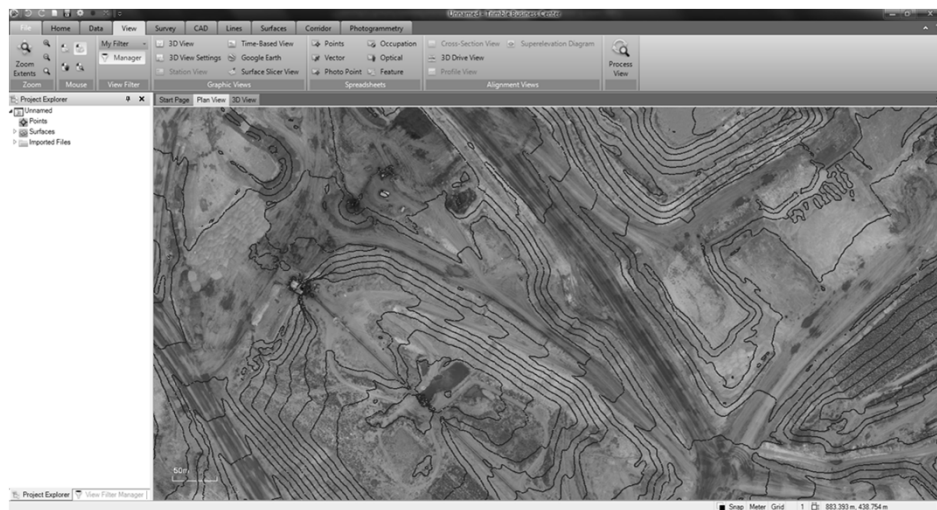 Unnamed - Trimble Business Center
File Home Data View Survey CAD Lines Surfaces Corridor Photogrammetry
My Filter 3D View Time-Based View Points Occupation Cross-Section View Superelevation Diagram
Manager 3D View Settings Google Earth Vector Optical 3D Drive View
Zoom Extents Station View Surface Slicer View Photo Point Feature Profile View Process View
Zoom Mouse View Filter Graphic Views Spreadsheets Alignment Views
Project Explorer Start Page Plan View 3D View
Unnamed
Points
Surfaces
Imported Files
50m
Project Explorer View Filter Manager
Snap Meter Grid 1 883.393 m, 438.754 m